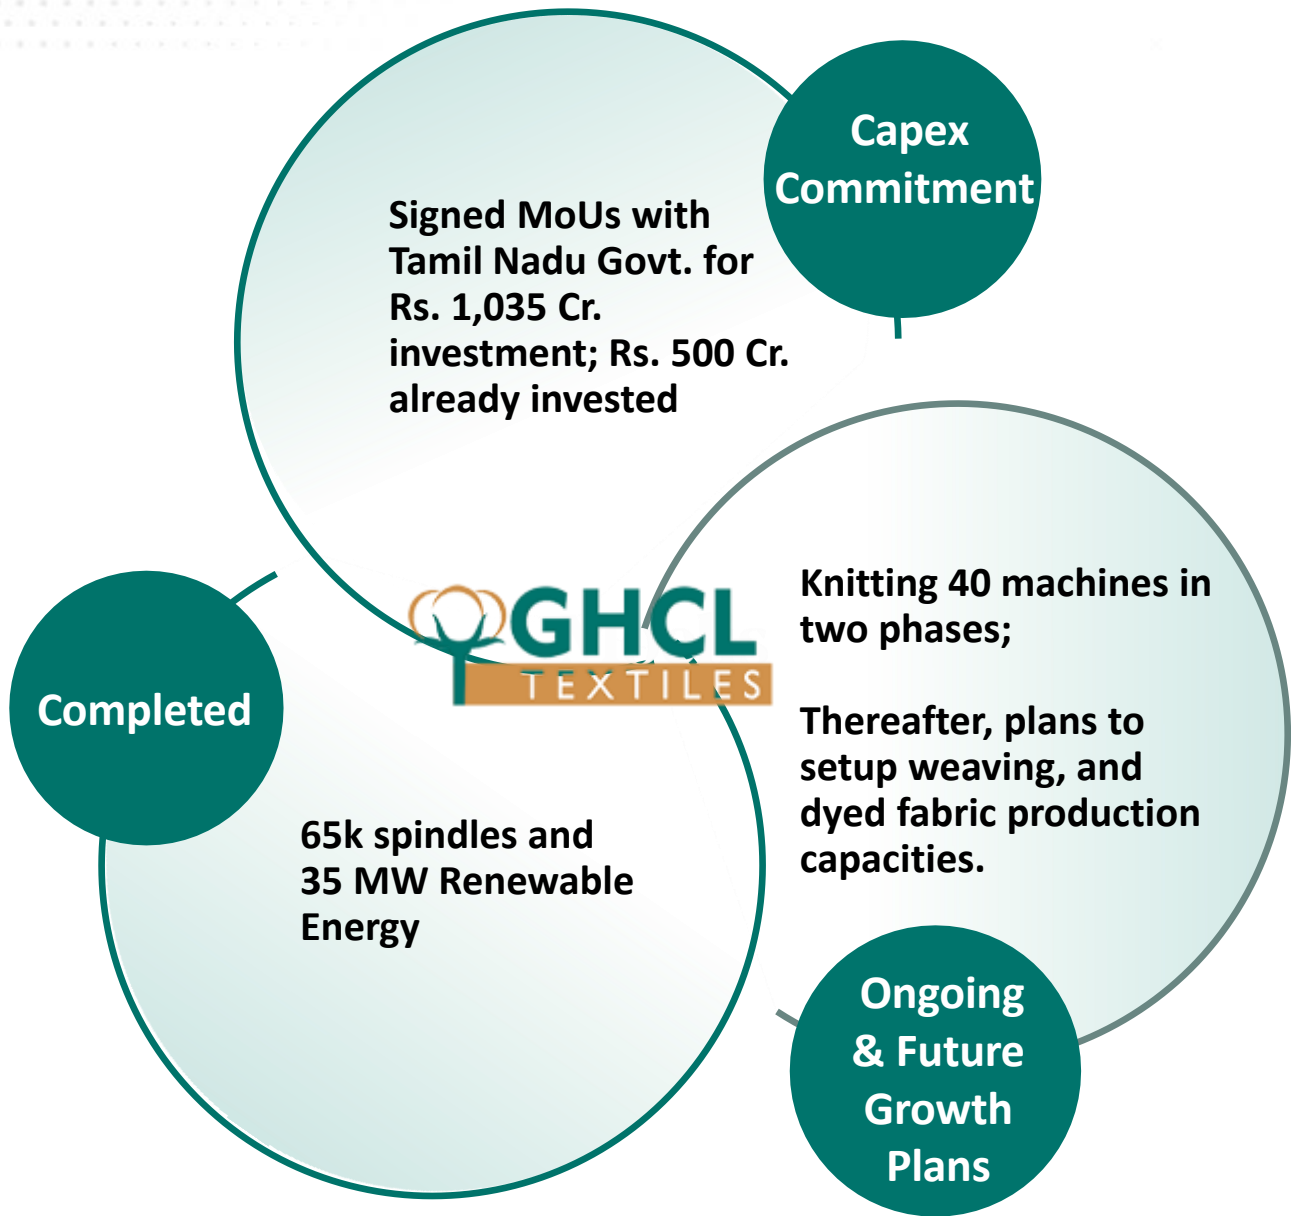 Capex
Commitment
Signed MoUs with
Tamil Nadu Govt. for
Rs. 1,035 Cr.
investment; Rs. 500 Cr.
already invested
GHCL
TEXTILES
Knitting 40 machines in
two phases;
Thereafter, plans to
setup weaving, and
dyed fabric production
capacities.
Completed
65k spindles and
35 MW Renewable
Energy
Ongoing
& Future
Growth
Plans